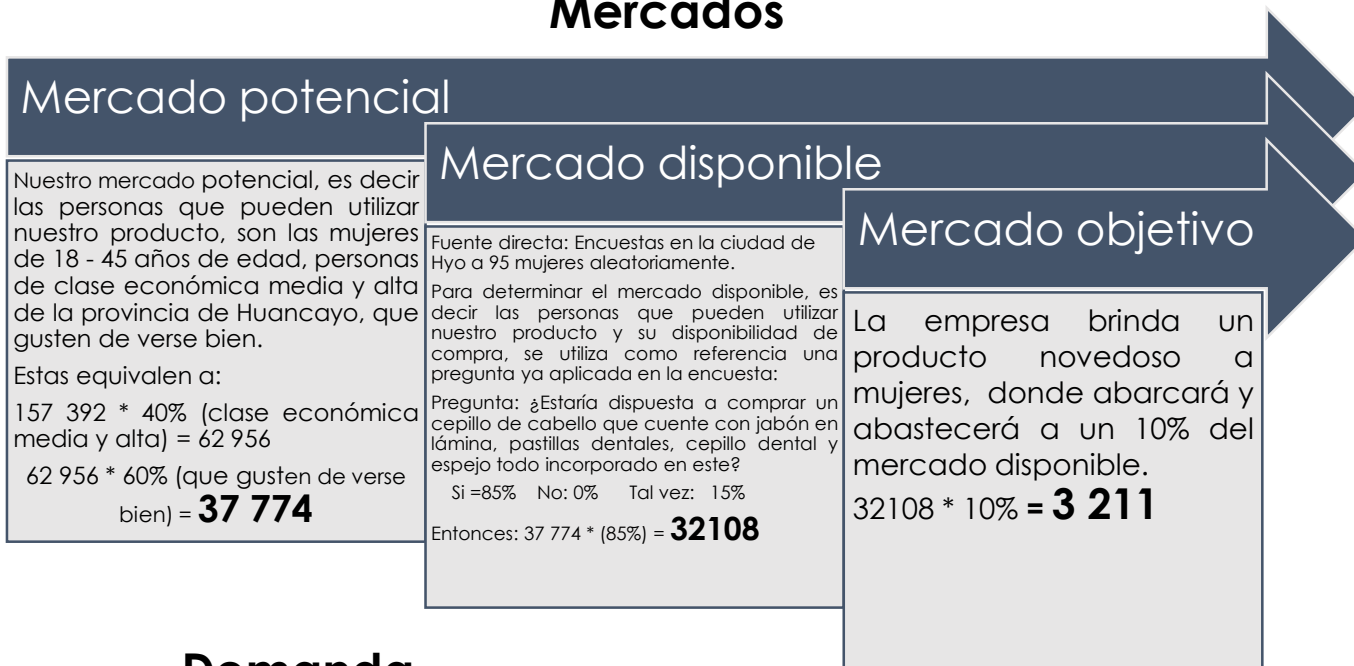 Mercados
Mercado potencial
Nuestro mercado potencial, es decir
las personas que pueden utilizar
nuestro producto, son las mujeres
de 18 - 45 años de edad, personas
de clase económica media y alta
de la provincia de Huancayo, que
gusten de verse bien.
Estas equivalen a:
157 392 * 40% (clase económica
media y alta) = 62 956
62 956 * 60% (que gusten de verse
bien) = 37 774
Mercado disponible
Fuente directa: Encuestas en la ciudad de
Hyo a 95 mujeres aleatoriamente.
Para determinar el mercado disponible, es
decir las personas que pueden utilizar
nuestro producto y su disponibilidad de
compra, se utiliza como referencia una
pregunta ya aplicada en la encuesta:
Pregunta: ¿Estaría dispuesta a comprar un
cepillo de cabello que cuente con jabón en
lámina, pastillas dentales, cepillo dental y
espejo todo incorporado en este?
Si =85% No: 0% Tal vez: 15%
Entonces: 37 774 * (85%) = 32108
Mercado objetivo
La empresa brinda un
producto novedoso a
mujeres, donde abarcará y
abastecerá a un 10% del
mercado disponible.
32108 * 10% = 3 211
Demanda